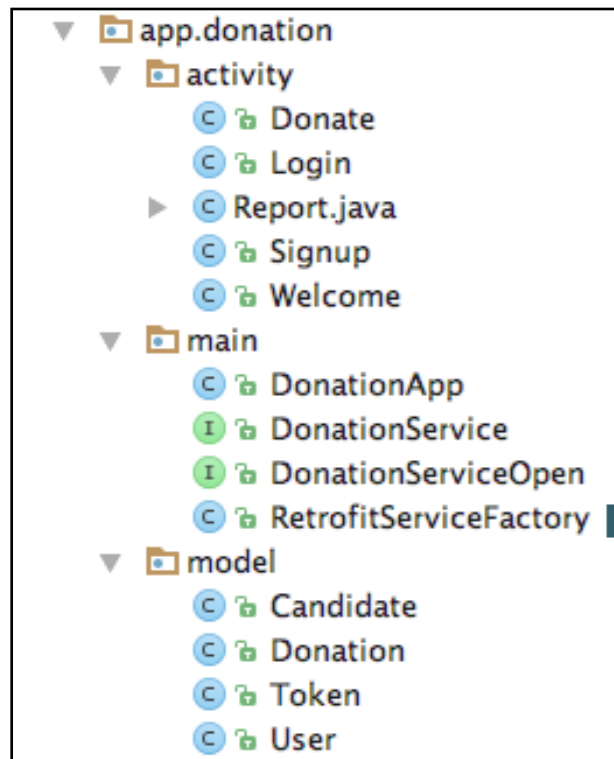 app.donation
activity
C Donate
C Login
C Report.java
C Signup
C Welcome
main
C DonationApp
I DonationService
I DonationServiceOpen
C RetrofitServiceFactory
model
C Candidate
C Donation
C Token
C User